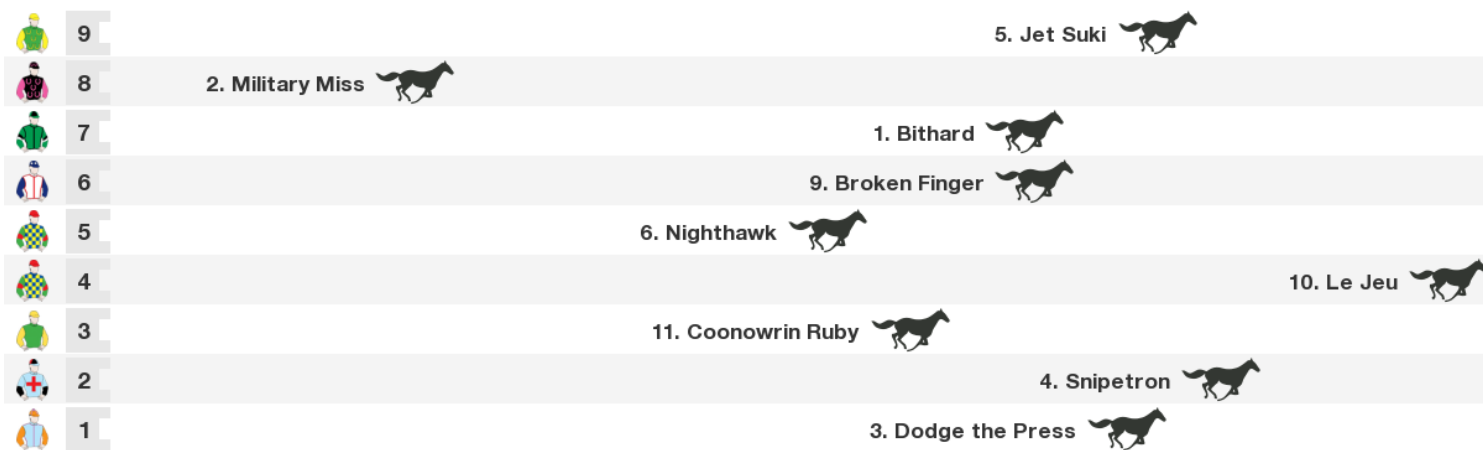 9 5. Jet Suki
8 2. Military Miss
7 1. Bithard
6 9. Broken Finger
5 6. Nighthawk
4 10. Le Jeu
3 11. Coonowrin Ruby
2 4. Snipetron
1 3. Dodge the Press